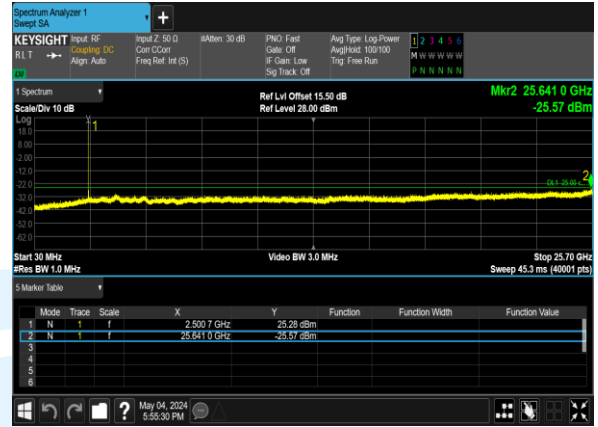 Spectrum Analyzer 1
Swept SA
KEYSIGHT
RLT
LVI
Input: RF
Coupling: DC
Align: Auto
Input Z: 50 Ω
Corr CCorr
Freq Ref: Int (S)
#Atten: 30 dB
PNO: Fast
Gate: Off
IF Gain: Low
Sig Track: Off
Avg Type: Log-Power
Avg|Hold: 100/100
Trig: Free Run
1 2 3 4 5 6
M W W W W W
P N N N N N
1 Spectrum
Scale/Div 10 dB
Ref Lvl Offset 15.50 dB
Ref Level 28.00 dBm
Mkr2 25.641 0 GHz
-25.57 dBm
Log
1
18.0
8.00
-2.00
-12.0
2
-22.0
-32.0
-42.0
-52.0
-62.0
Start 30 MHz
#Res BW 1.0 MHz
Video BW 3.0 MHz
Stop 25.70 GHz
Sweep 45.3 ms (40001 pts)
5 Marker Table
Mode Trace Scale X Y Function Function Width Function Value
1 N 1 f 2.500 7 GHz 25.28 dBm
2 N 1 f 25.641 0 GHz -25.57 dBm
3
4
5
6
May 04, 2024
5:55:30 PM